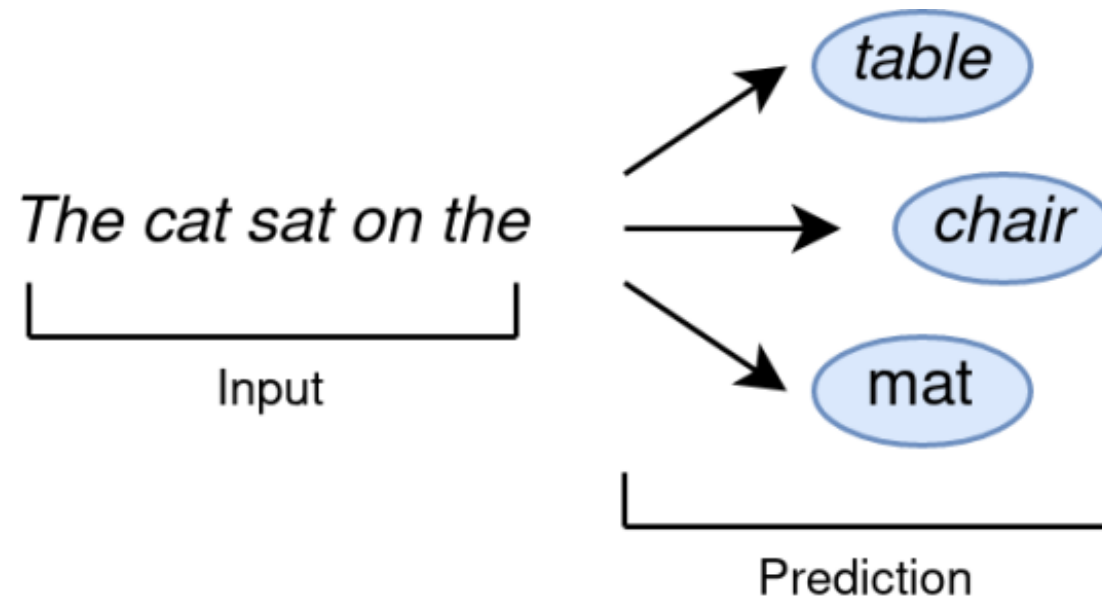 table
The cat sat on the
chair
Input
mat
Prediction